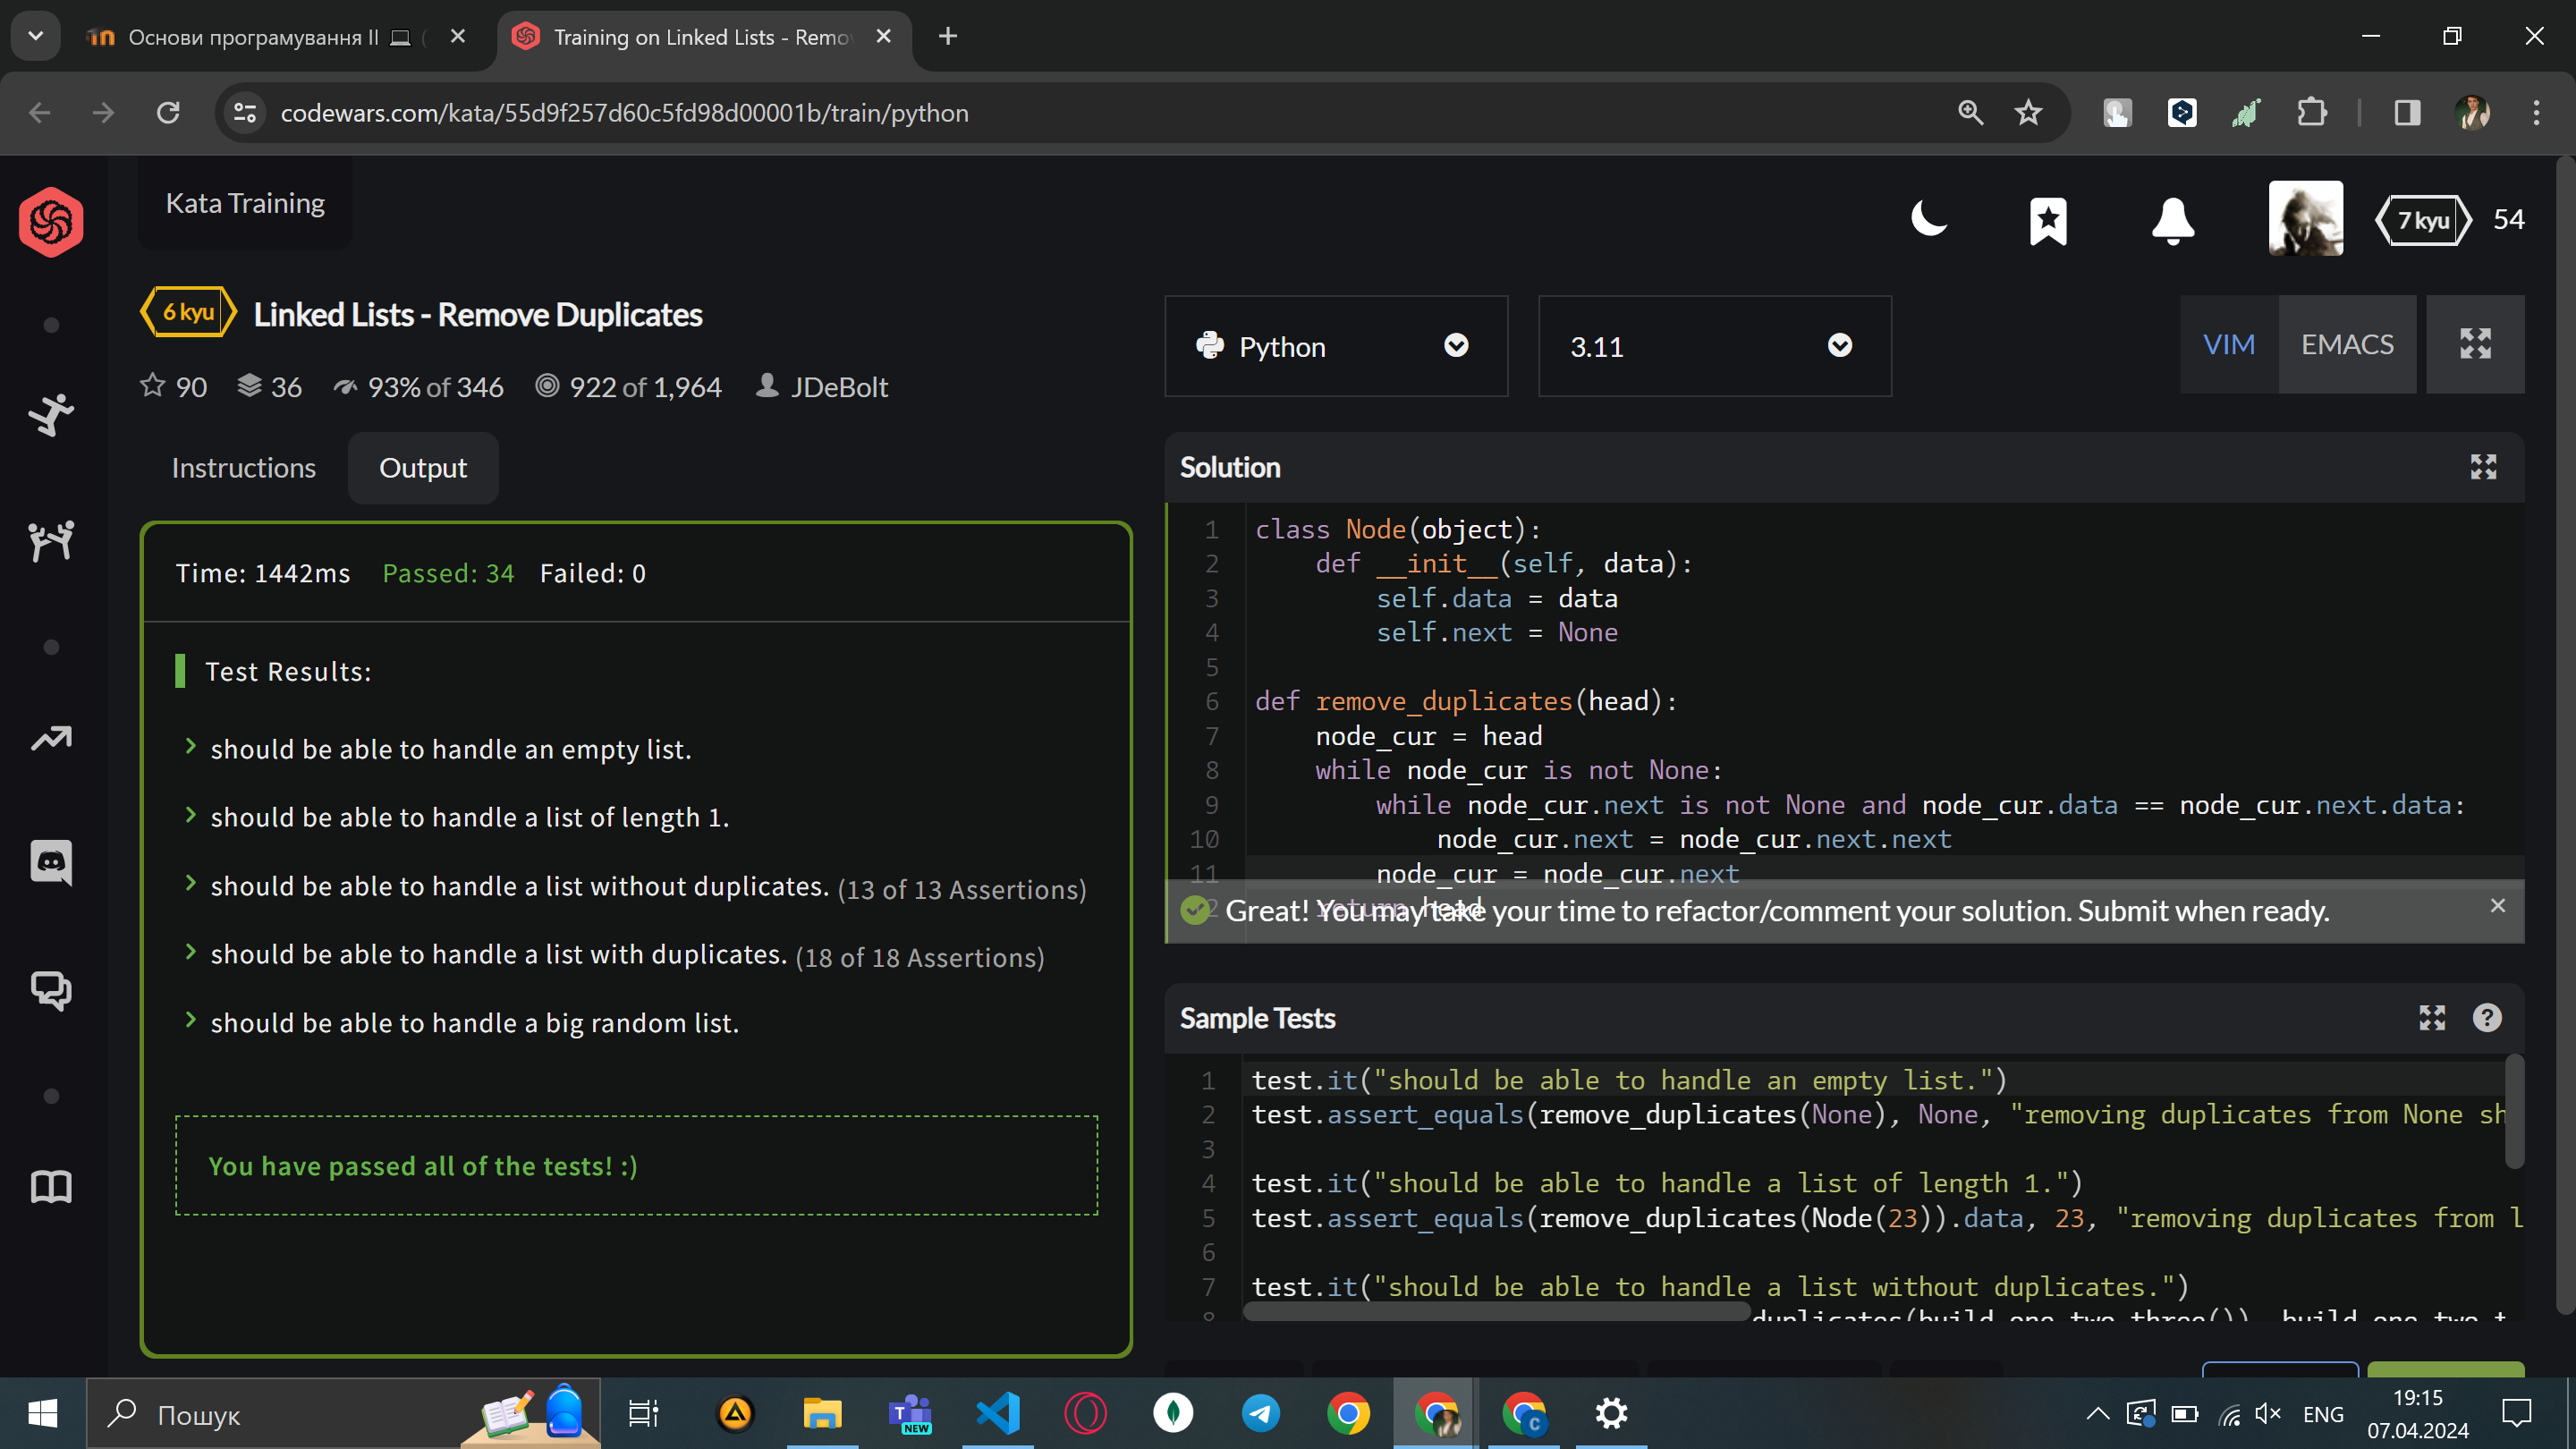 Основи програмування II 💻 (
Training on Linked Lists - Remo
codewars.com/kata/55d9f257d60c5fd98d00001b/train/python
Kata Training
7 kyu 54
6 kyu Linked Lists - Remove Duplicates
90 36 93% of 346 922 of 1,964 JDeBolt
Python
3.11
VIM EMACS
Instructions Output
Time: 1442ms Passed: 34 Failed: 0
Test Results:
should be able to handle an empty list.
should be able to handle a list of length 1.
should be able to handle a list without duplicates. (13 of 13 Assertions)
should be able to handle a list with duplicates. (18 of 18 Assertions)
should be able to handle a big random list.
You have passed all of the tests! :)
Solution
1 class Node(object):
2     def __init__(self, data):
3         self.data = data
4         self.next = None
5
6 def remove_duplicates(head):
7     node_cur = head
8     while node_cur is not None:
9         while node_cur.next is not None and node_cur.data == node_cur.next.data:
10             node_cur.next = node_cur.next.next
11         node_cur = node_cur.next
12     return head
Great! You may take your time to refactor/comment your solution. Submit when ready.
Sample Tests
1 test.it("should be able to handle an empty list.")
2 test.assert_equals(remove_duplicates(None), None, "removing duplicates from None sh
3
4 test.it("should be able to handle a list of length 1.")
5 test.assert_equals(remove_duplicates(Node(23)).data, 23, "removing duplicates from l
6
7 test.it("should be able to handle a list without duplicates.")
8 duplicates(build_one_two_three()), build_one_two_t
Пошук
NEW
ENG
19:15
07.04.2024